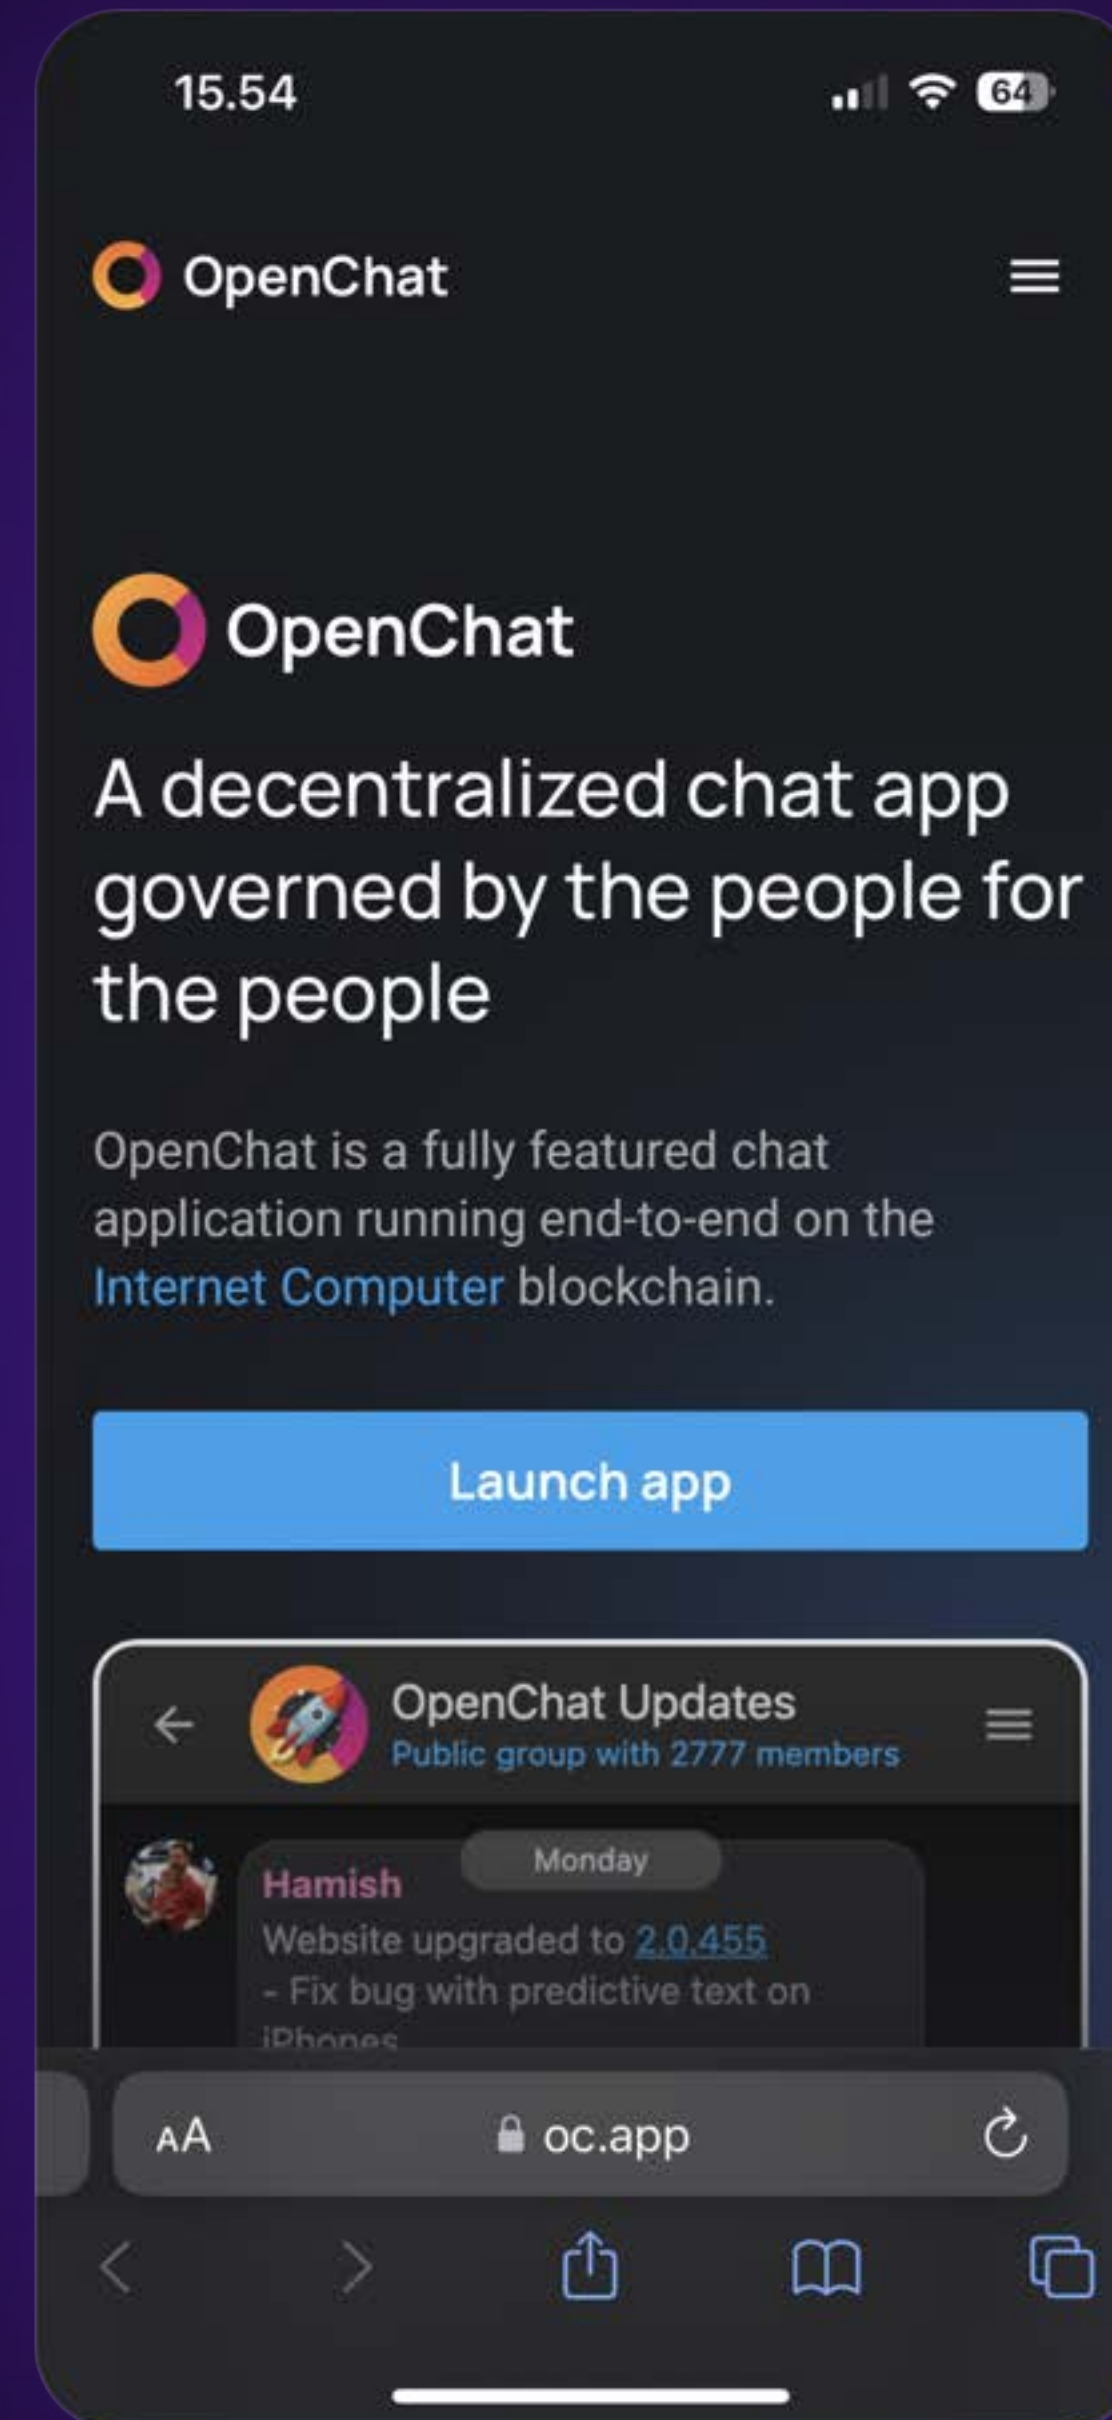 15.54
64
OpenChat
OpenChat
A decentralized chat app
governed by the people for
the people
OpenChat is a fully featured chat
application running end-to-end on the
Internet Computer blockchain.
Launch app
OpenChat Updates
Public group with 2777 members
Monday
Hamish
Website upgraded to 2.0.455
- Fix bug with predictive text on
iPhones
AA
oc.app